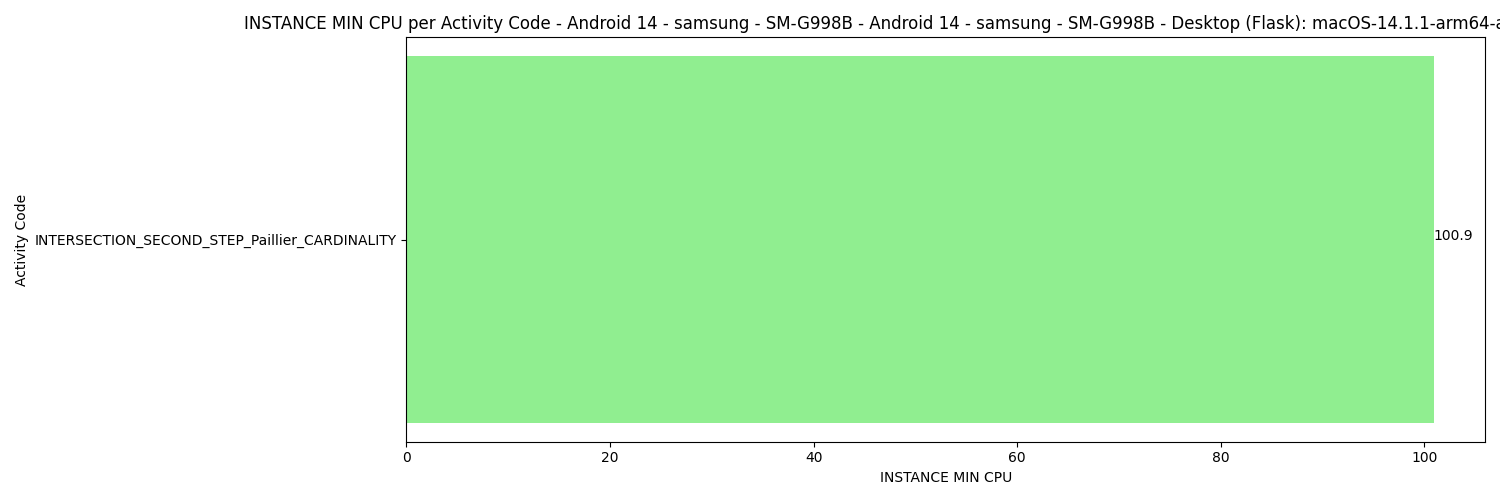 INSTANCE MIN CPU per Activity Code - Android 14 - samsung - SM-G998B - Android 14 - samsung - SM-G998B - Desktop (Flask): macOS-14.1.1-arm64-a
Activity Code
INTERSECTION_SECOND_STEP_Paillier_CARDINALITY
100.9
0 20 40 60 80 100
INSTANCE MIN CPU